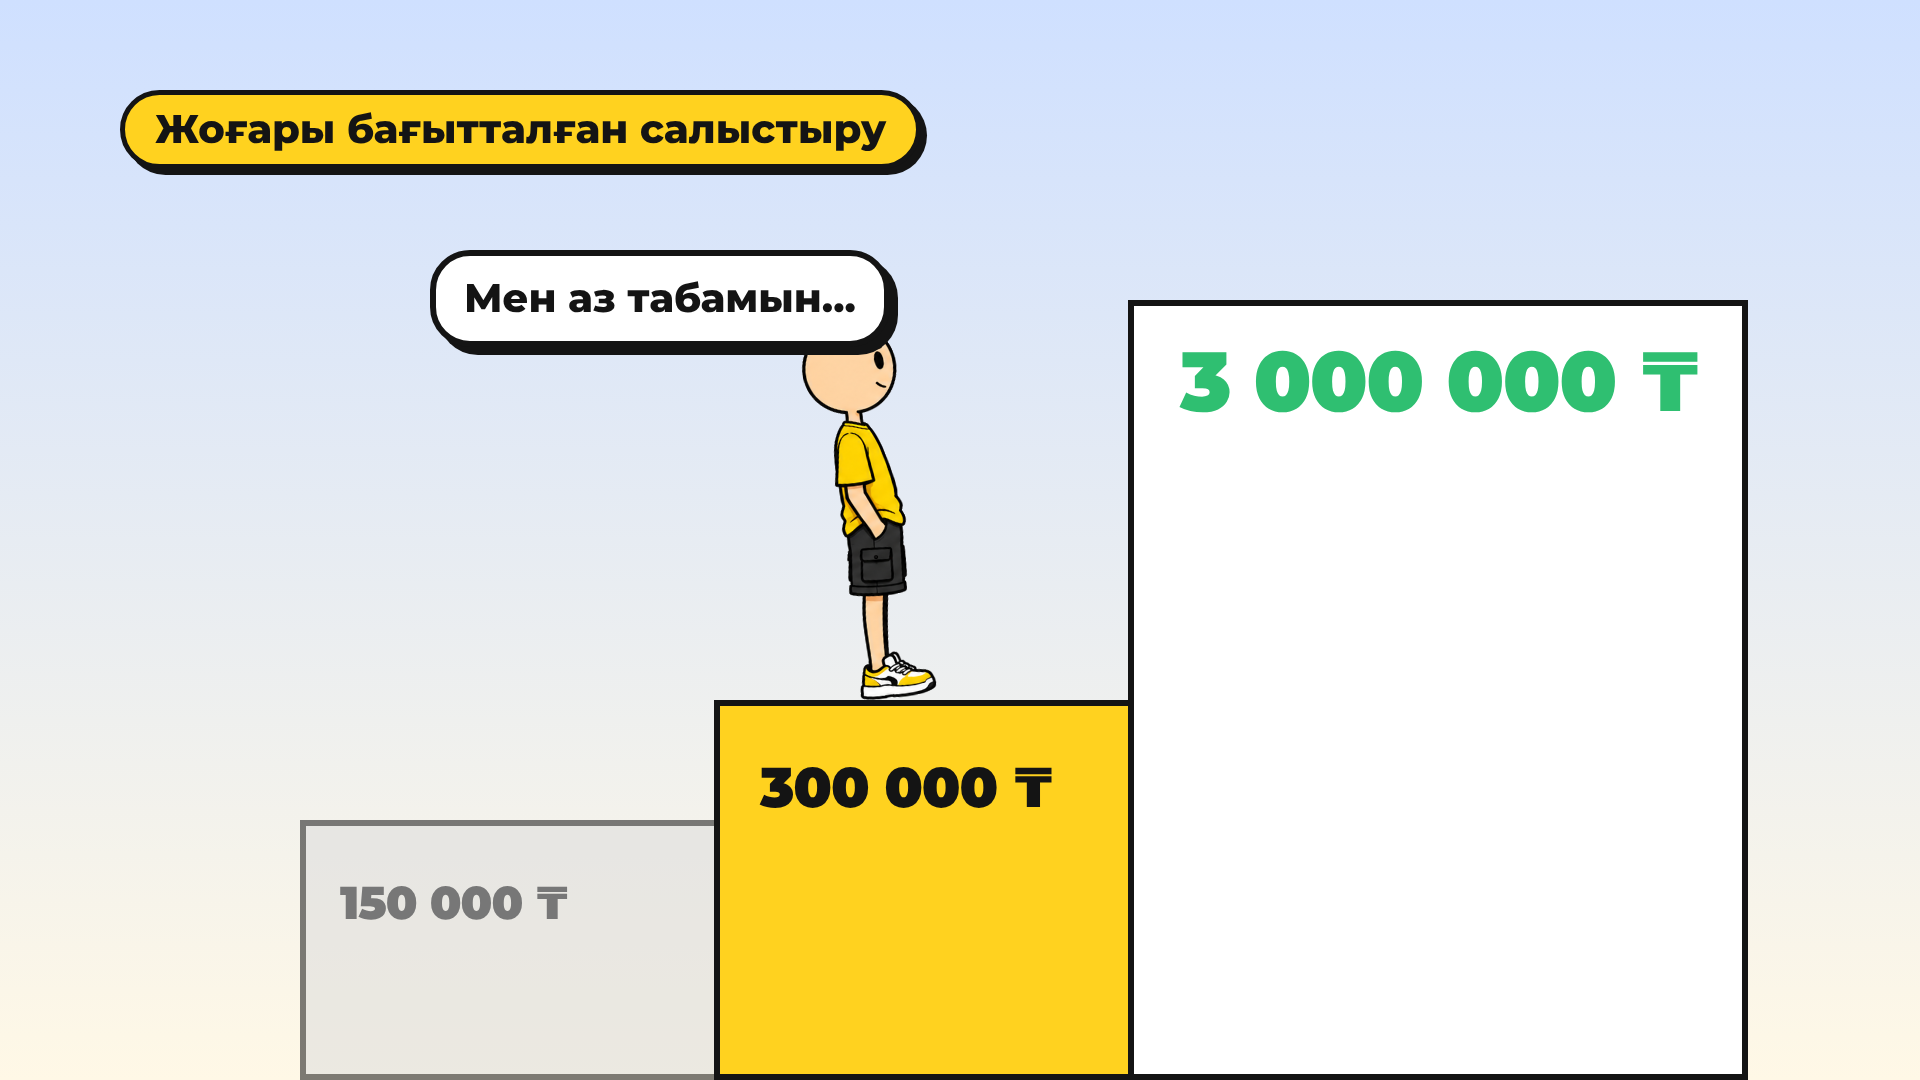 Жоғары бағытталған салыстыру
Мен аз табамын...
3 000 000 ₸
300 000 ₸
150 000 ₸